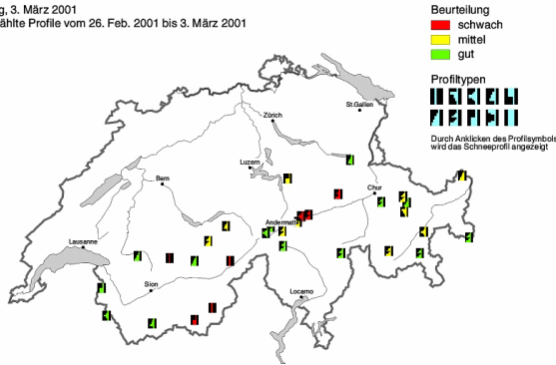 g, 3. März 2001
ählte Profile vom 26. Feb. 2001 bis 3. März 2001
Beurteilung
schwach
mittel
gut
Profiltypen
Durch Anklicken des Profilsymbols
wird das Schneeprofil angezeigt
St.Gallen
Zürich
Luzern
Bern
Chur
Andermatt
Lausanne
Sion
Locarno